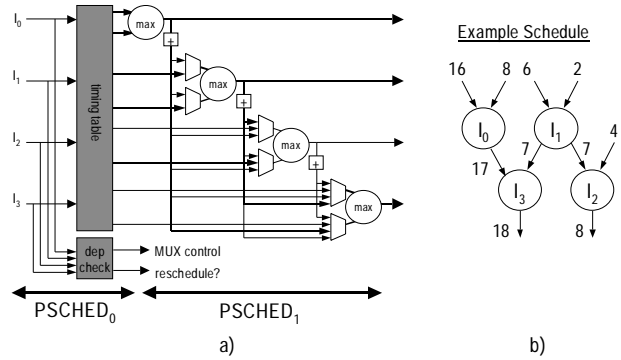 I0
I1
I2
I3
timing table
max
+
max
+
max
+
max
dep
check
MUX control
reschedule?
PSCHED0
PSCHED1
a)
Example Schedule
16
8
6
2
I0
I1
4
17
7
7
I3
I2
18
8
b)